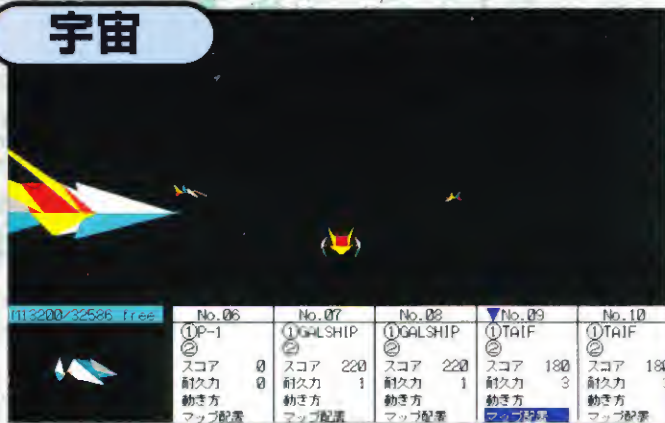 宇宙
M13200/32586 free
No.06 No.07 No.08 ▼No.09 No.10
①P-1 ①GALSHIP ①GALSHIP ①TAIF ①TAIF
② ② ② ② ②
スコア 0 スコア 220 スコア 220 スコア 180 スコア 180
耐久力 0 耐久力 1 耐久力 1 耐久力 3 耐久力
動き方 動き方 動き方 動き方 動き方
マップ配置 マップ配置 マップ配置 マップ配置 マップ配置